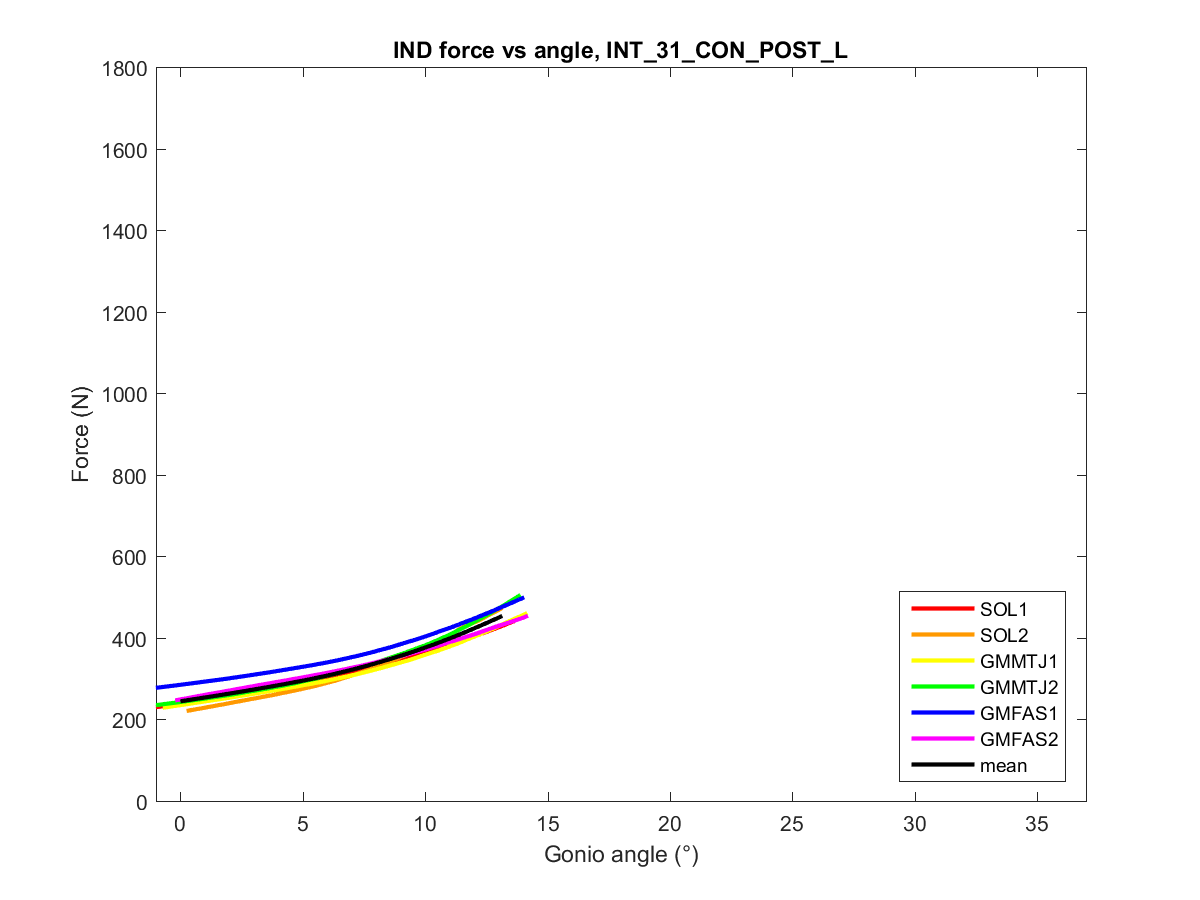 IND force vs angle, INT_31_CON_POST_L
1800
1600
1400
1200
1000
800
600
400
200
0
Force (N)
0 5 10 15 20 25 30 35
Gonio angle (°)
SOL1
SOL2
GMMTJ1
GMMTJ2
GMFAS1
GMFAS2
mean